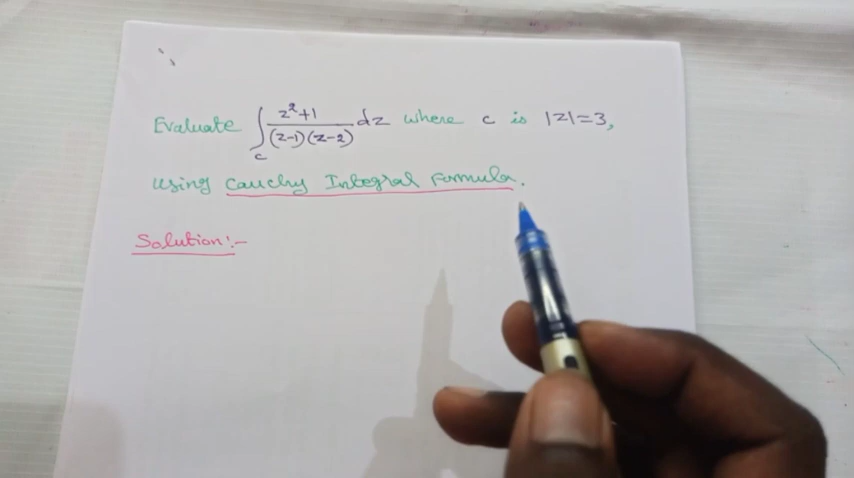 Evaluate ∫_c (z²+1)/((z-1)(z-2)) dz where c is |z|=3,
using Cauchy Integral Formula.
Solution:-